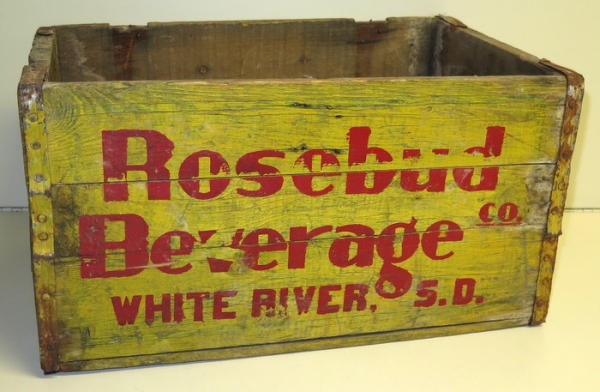 Rosebud
Beverage Co.
WHITE RIVER, S.D.